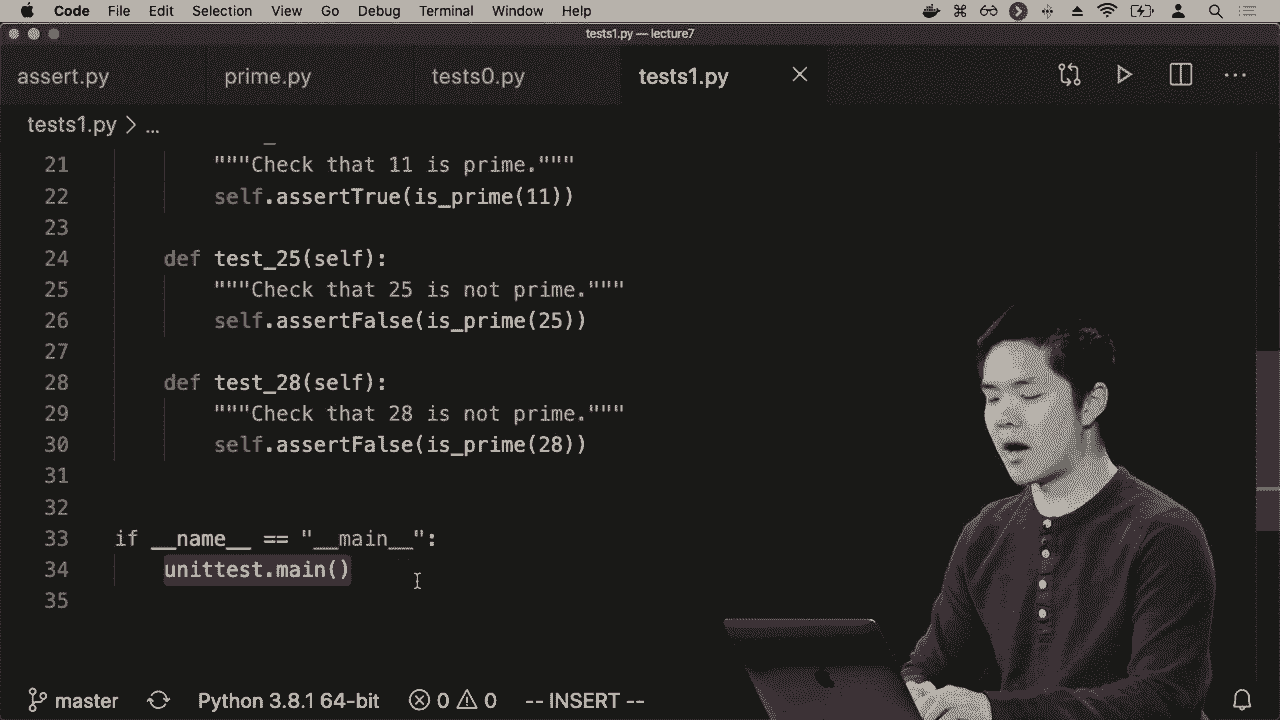 Code File Edit Selection View Go Debug Terminal Window Help
tests1.py — lecture7
assert.py prime.py tests0.py tests1.py
tests1.py > ...
21 """Check that 11 is prime."""
22 self.assertTrue(is_prime(11))
23
24 def test_25(self):
25 """Check that 25 is not prime."""
26 self.assertFalse(is_prime(25))
27
28 def test_28(self):
29 """Check that 28 is not prime."""
30 self.assertFalse(is_prime(28))
31
32
33 if __name__ == "__main__":
34 unittest.main()
35
master Python 3.8.1 64-bit 0 0 -- INSERT --